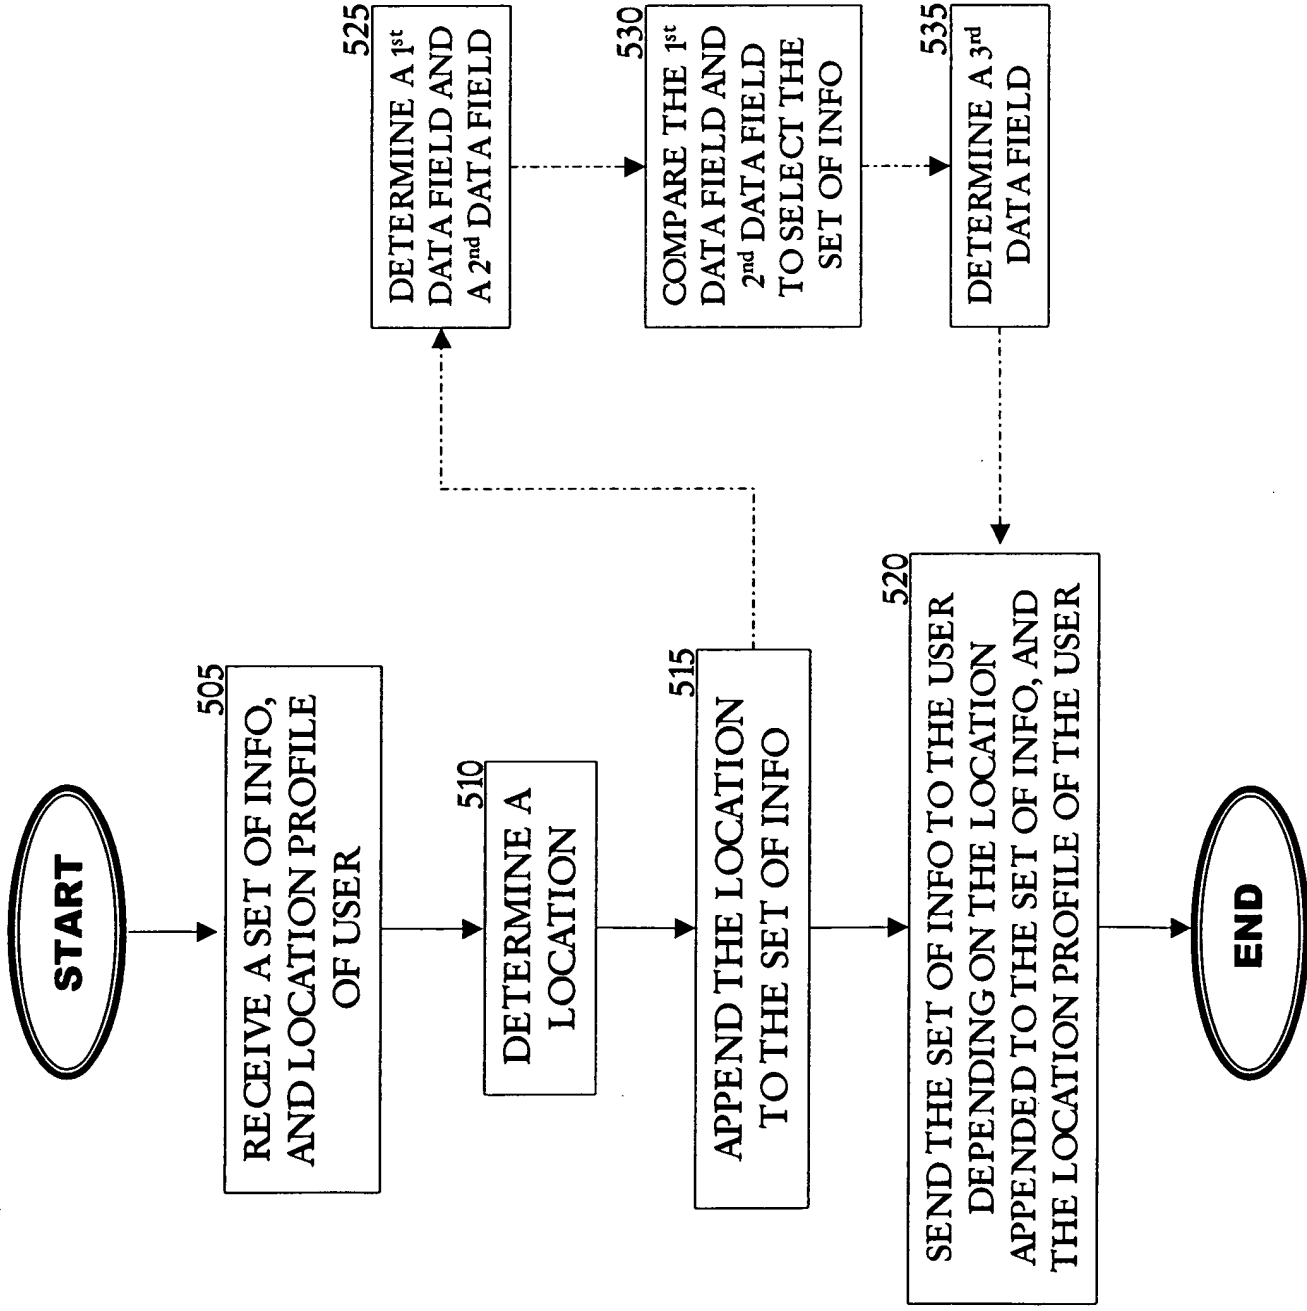 START
505
RECEIVE A SET OF INFO,
AND LOCATION PROFILE
OF USER
510
DETERMINE A
LOCATION
515
APPEND THE LOCATION
TO THE SET OF INFO
520
SEND THE SET OF INFO TO THE USER
DEPENDING ON THE LOCATION
APPENDED TO THE SET OF INFO, AND
THE LOCATION PROFILE OF THE USER
END
525
DETERMINE A 1st
DATA FIELD AND
A 2nd DATA FIELD
530
COMPARE THE 1st
DATA FIELD AND
2nd DATA FIELD
TO SELECT THE
SET OF INFO
535
DETERMINE A 3rd
DATA FIELD